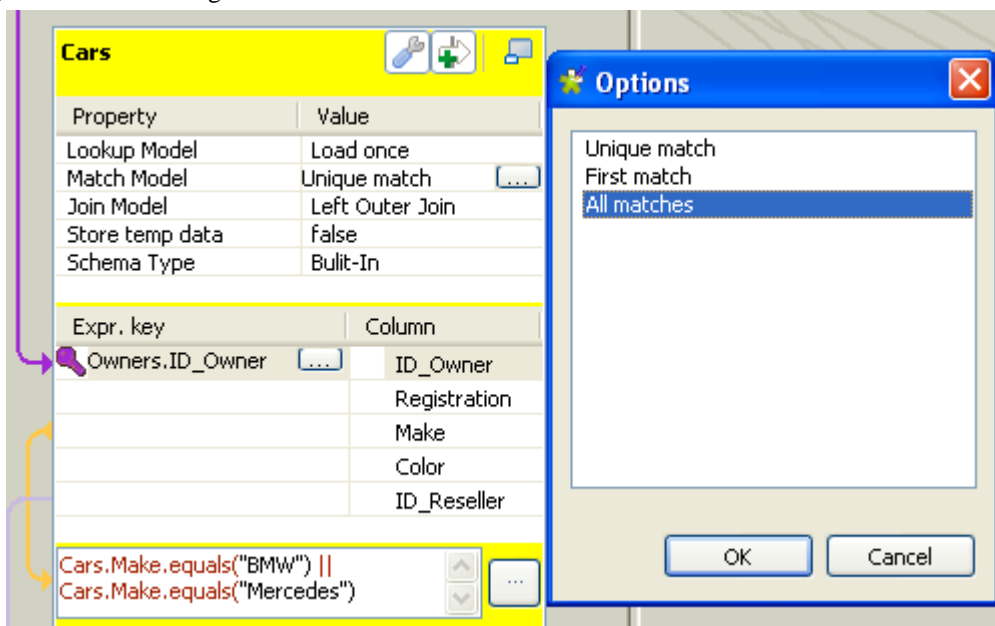 Cars
Property Value
Lookup Model Load once
Match Model Unique match ...
Join Model Left Outer Join
Store temp data false
Schema Type Bulit-In
Expr. key Column
Owners.ID_Owner ... ID_Owner
Registration
Make
Color
ID_Reseller
Cars.Make.equals("BMW") ||
Cars.Make.equals("Mercedes")
...
Options
Unique match
First match
All matches
OK Cancel